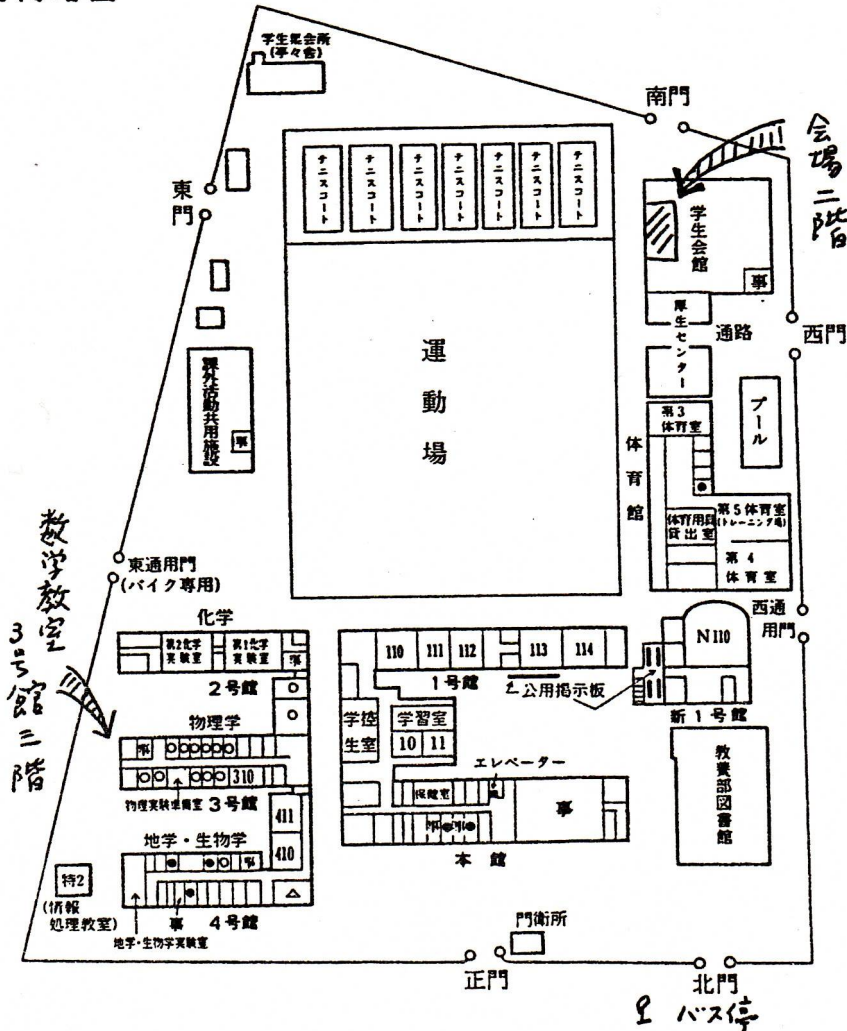 学生集会所
南門
会場二階
テニスコート
テニスコート
テニスコート
テニスコート
テニスコート
テニスコート
テニスコート
東門
学生会館
事
厚生センター
通路
西門
運動場
課外活動共用施設
事
プール
第3
体育室
体育館
体育用具
貸出室
第5体育室
(トレーニング場)
第4
体育室
数学教室
3号館三階
東通用門
(バイク専用)
西通
用門
化学
第2化学
実験室
第1化学
実験室
事
2号館
110
111
112
113
114
1号館
公用掲示板
N110
新1号館
物理学
事
310
物理実験準備室
3号館
学生控室
学習室
10
11
エレベーター
保健室
事
本館
教養部図書館
411
410
地学・生物学
事
特2
(情報
処理教室)
事
4号館
地学・生物学実験室
門衛所
正門
北門
バス停